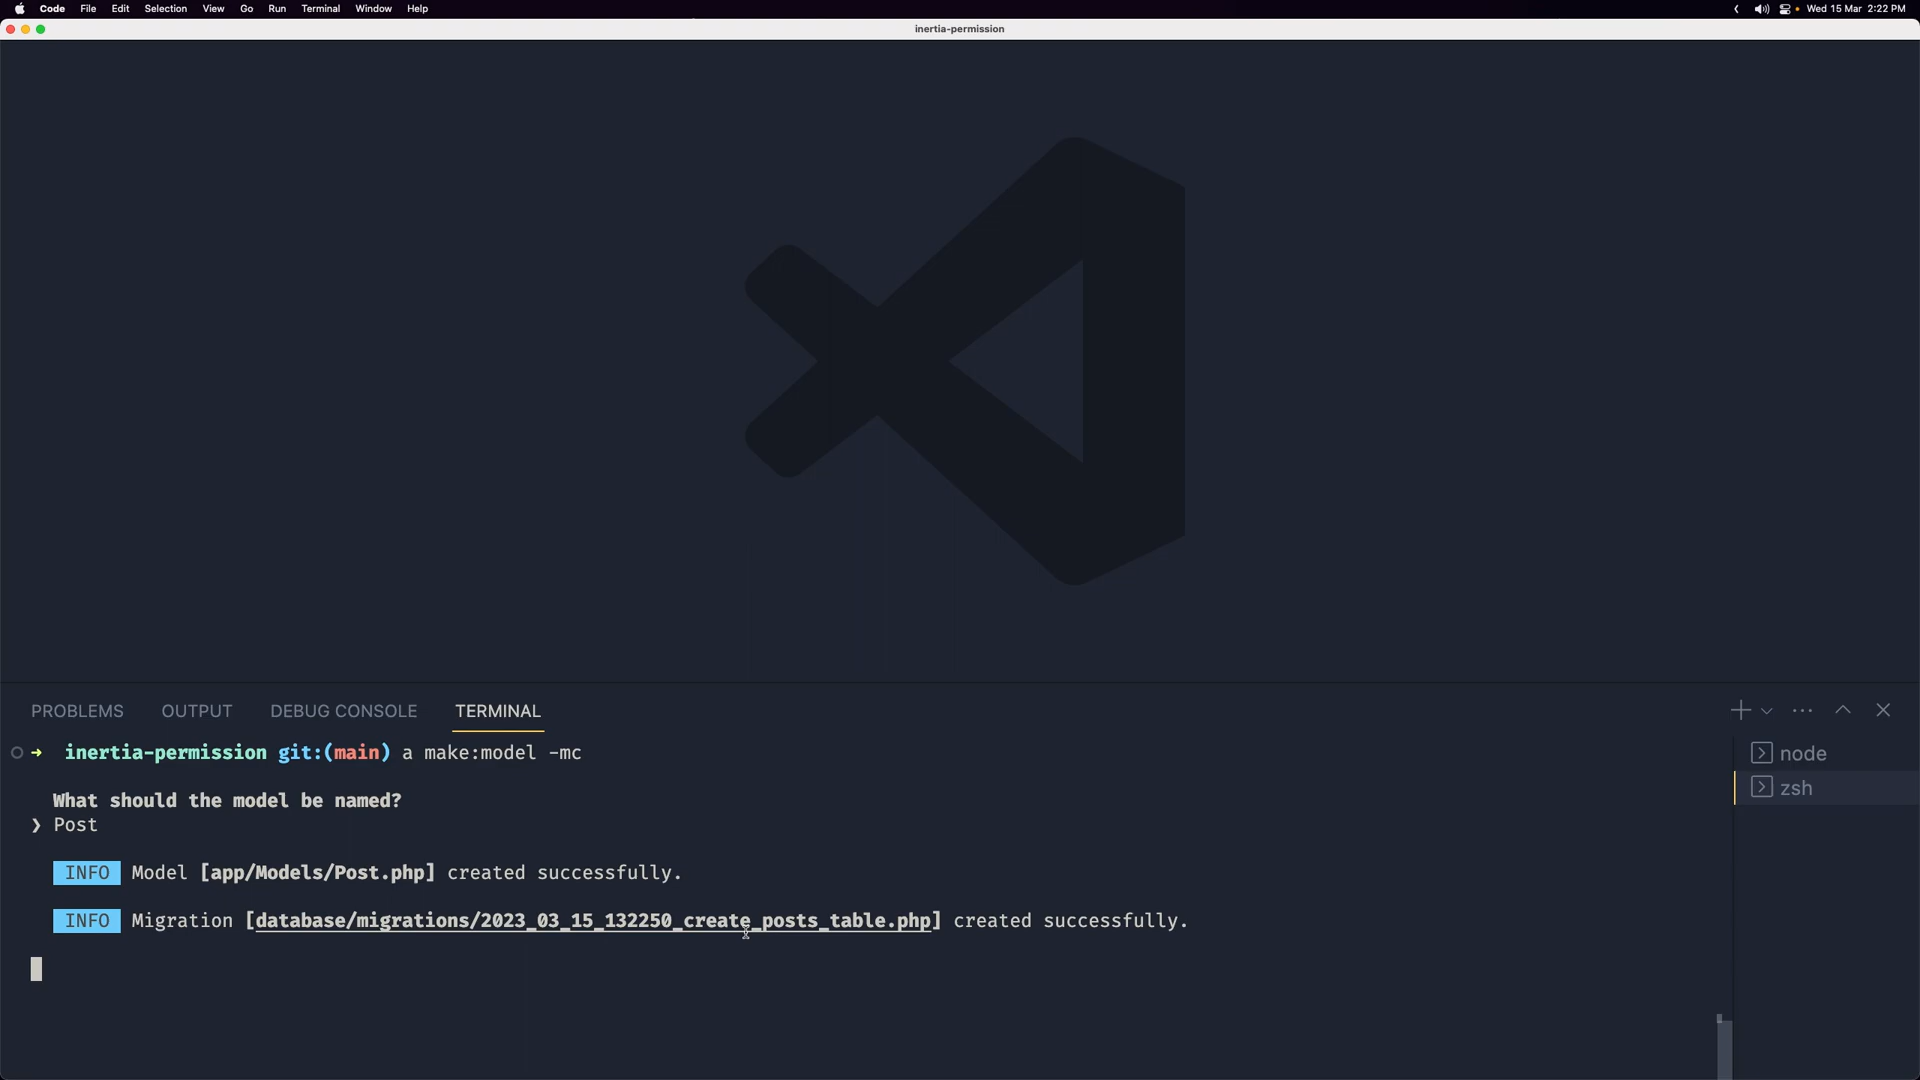 Code File Edit Selection View Go Run Terminal Window Help Wed 15 Mar 2:22 PM
inertia-permission
PROBLEMS OUTPUT DEBUG CONSOLE TERMINAL
➜ inertia-permission git:(main) a make:model -mc
What should the model be named?
❯ Post
INFO Model [app/Models/Post.php] created successfully.
INFO Migration [database/migrations/2023_03_15_132250_create_posts_table.php] created successfully.
node
zsh